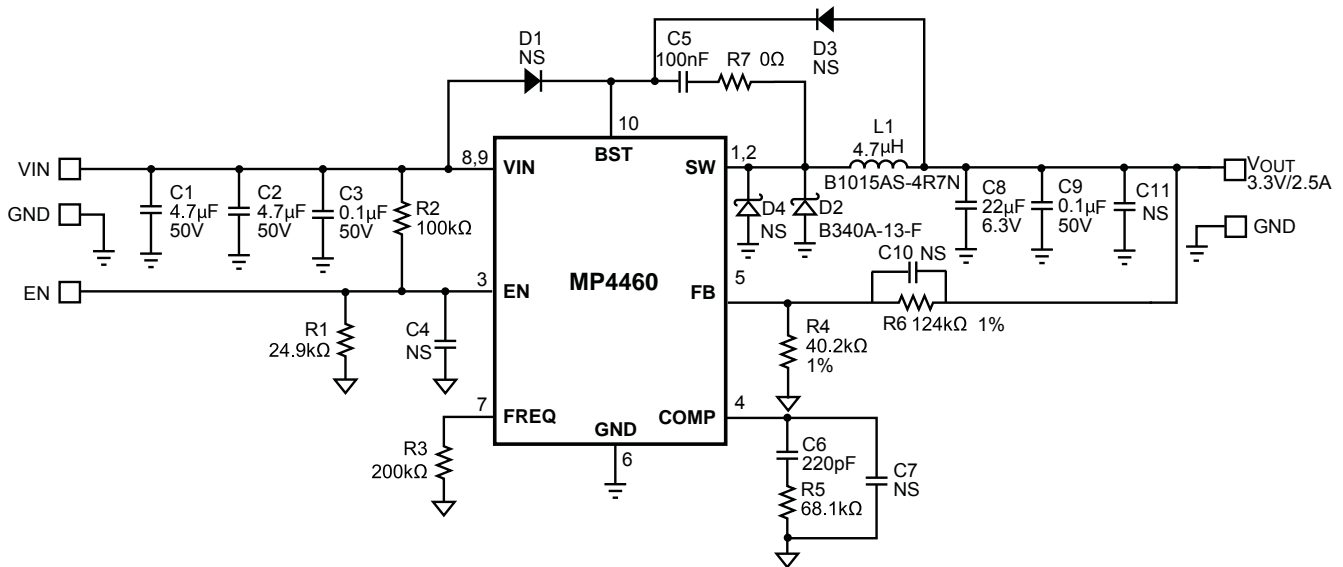 D1
NS
C5
100nF
R7 0Ω
D3
NS
10
VIN
8,9
VIN
BST
SW
1,2
L1
4.7µH
B1015AS-4R7N
VOUT
3.3V/2.5A
C1
4.7µF
50V
C2
4.7µF
50V
C3
0.1µF
50V
R2
100kΩ
D4
NS
D2
B340A-13-F
C8
22µF
6.3V
C9
0.1µF
50V
C11
NS
GND
GND
C10 NS
EN
3
EN
MP4460
FB
5
R6 124kΩ 1%
R1
24.9kΩ
C4
NS
R4
40.2kΩ
1%
7
FREQ
GND
COMP
4
6
R3
200kΩ
C6
220pF
R5
68.1kΩ
C7
NS